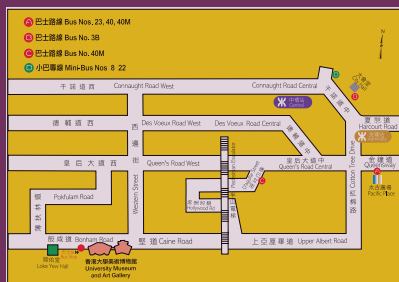 巴士路線 Bus Nos, 23, 40, 40M
巴士路線 Bus No. 3B
巴士路線 Bus No. 40M
小巴專線 Mini-Bus Nos 8 22
N
干諾道西 Connaught Road West
Connaught Road Central 干諾道中
大會堂
中環站
Central
夏慤道
Harcourt Road
德輔道西 Des Voeux Road West
Des Voeux Road Central 德輔道中
西邊街
Western Street
皇后大道西 Queen's Road West
皇后大道中
Queen's Road Central
金鐘道
Queensway
太古廣場
Pacific Place
紅棉路 Cotton Tree Drive
薄扶林道 Pokfulam Road
Hollywood Rd
般咸道 Bonham Road
堅道 Caine Road
上亞厘畢道 Upper Albert Road
Loke Yew Hall
香港大學美術博物館
University Museum
and Art Gallery